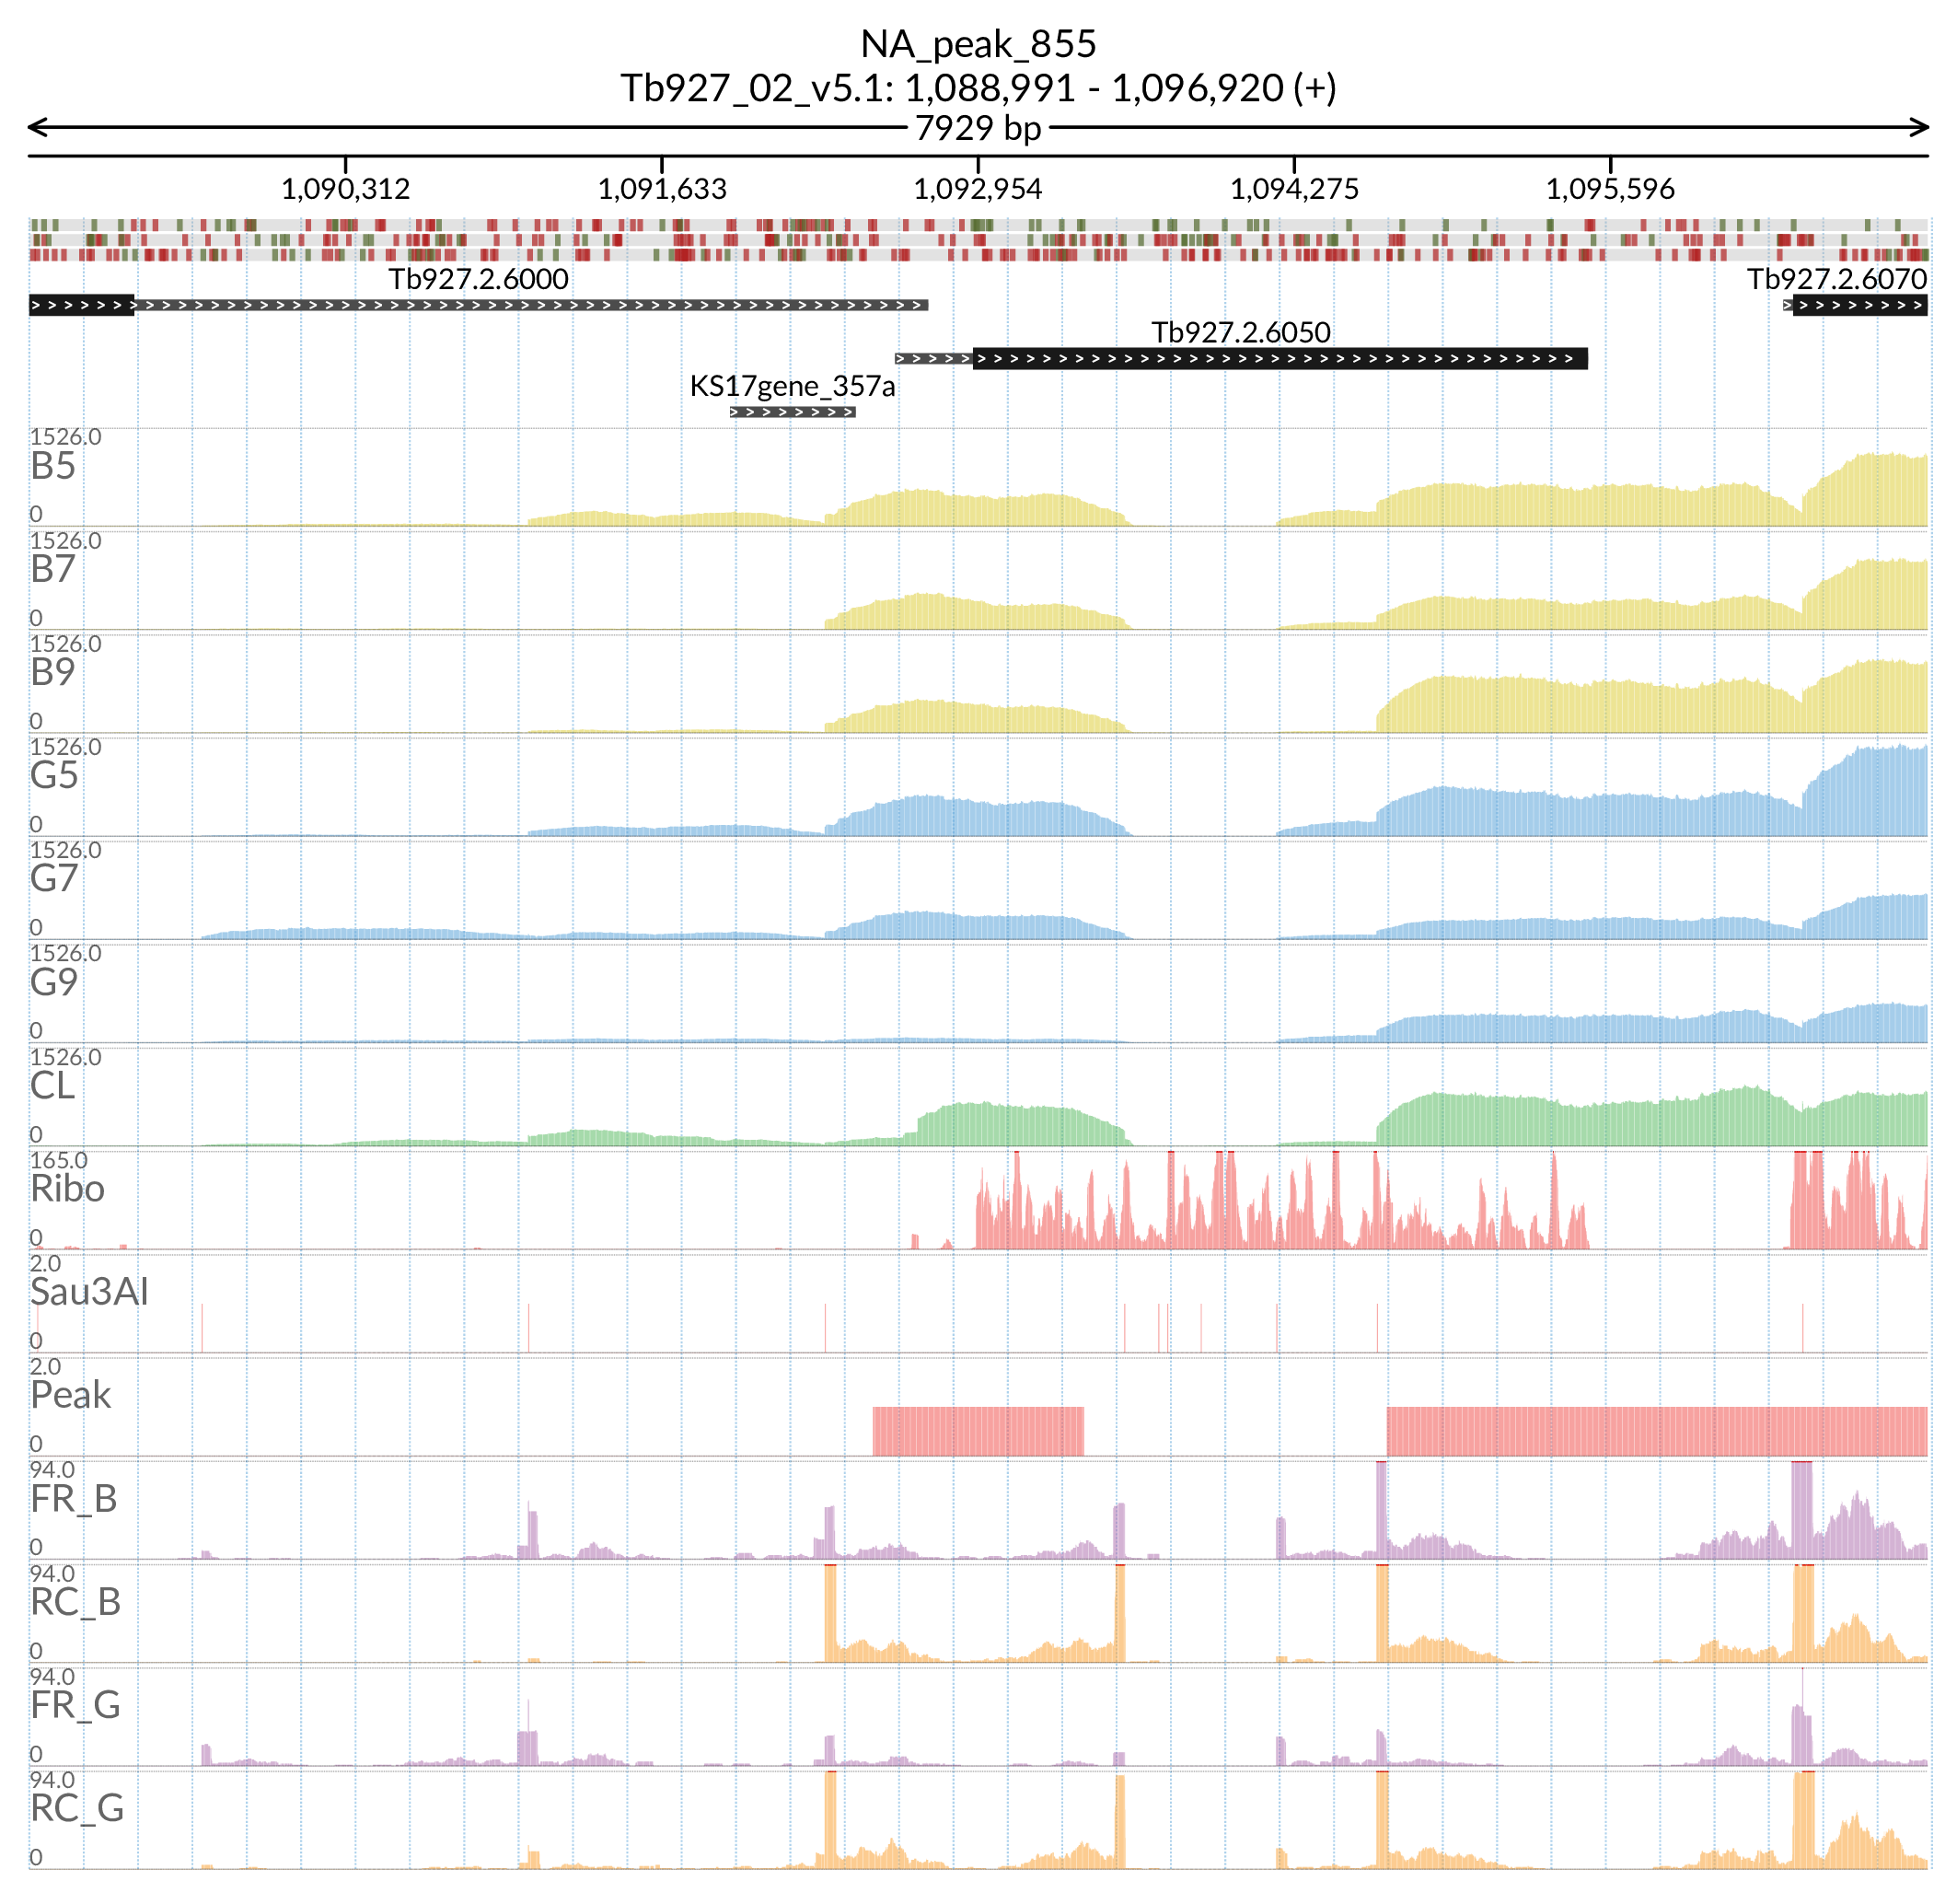 NA_peak_855
Tb927_02_v5.1: 1,088,991 - 1,096,920 (+)
7929 bp
1,090,312 1,091,633 1,092,954 1,094,275 1,095,596
Tb927.2.6000 Tb927.2.6070
Tb927.2.6050
KS17gene_357a
1526.0
B5
0
1526.0
B7
0
1526.0
B9
0
1526.0
G5
0
1526.0
G7
0
1526.0
G9
0
1526.0
CL
0
165.0
Ribo
0
2.0
Sau3AI
0
2.0
Peak
0
94.0
FR_B
0
94.0
RC_B
0
94.0
FR_G
0
94.0
RC_G
0